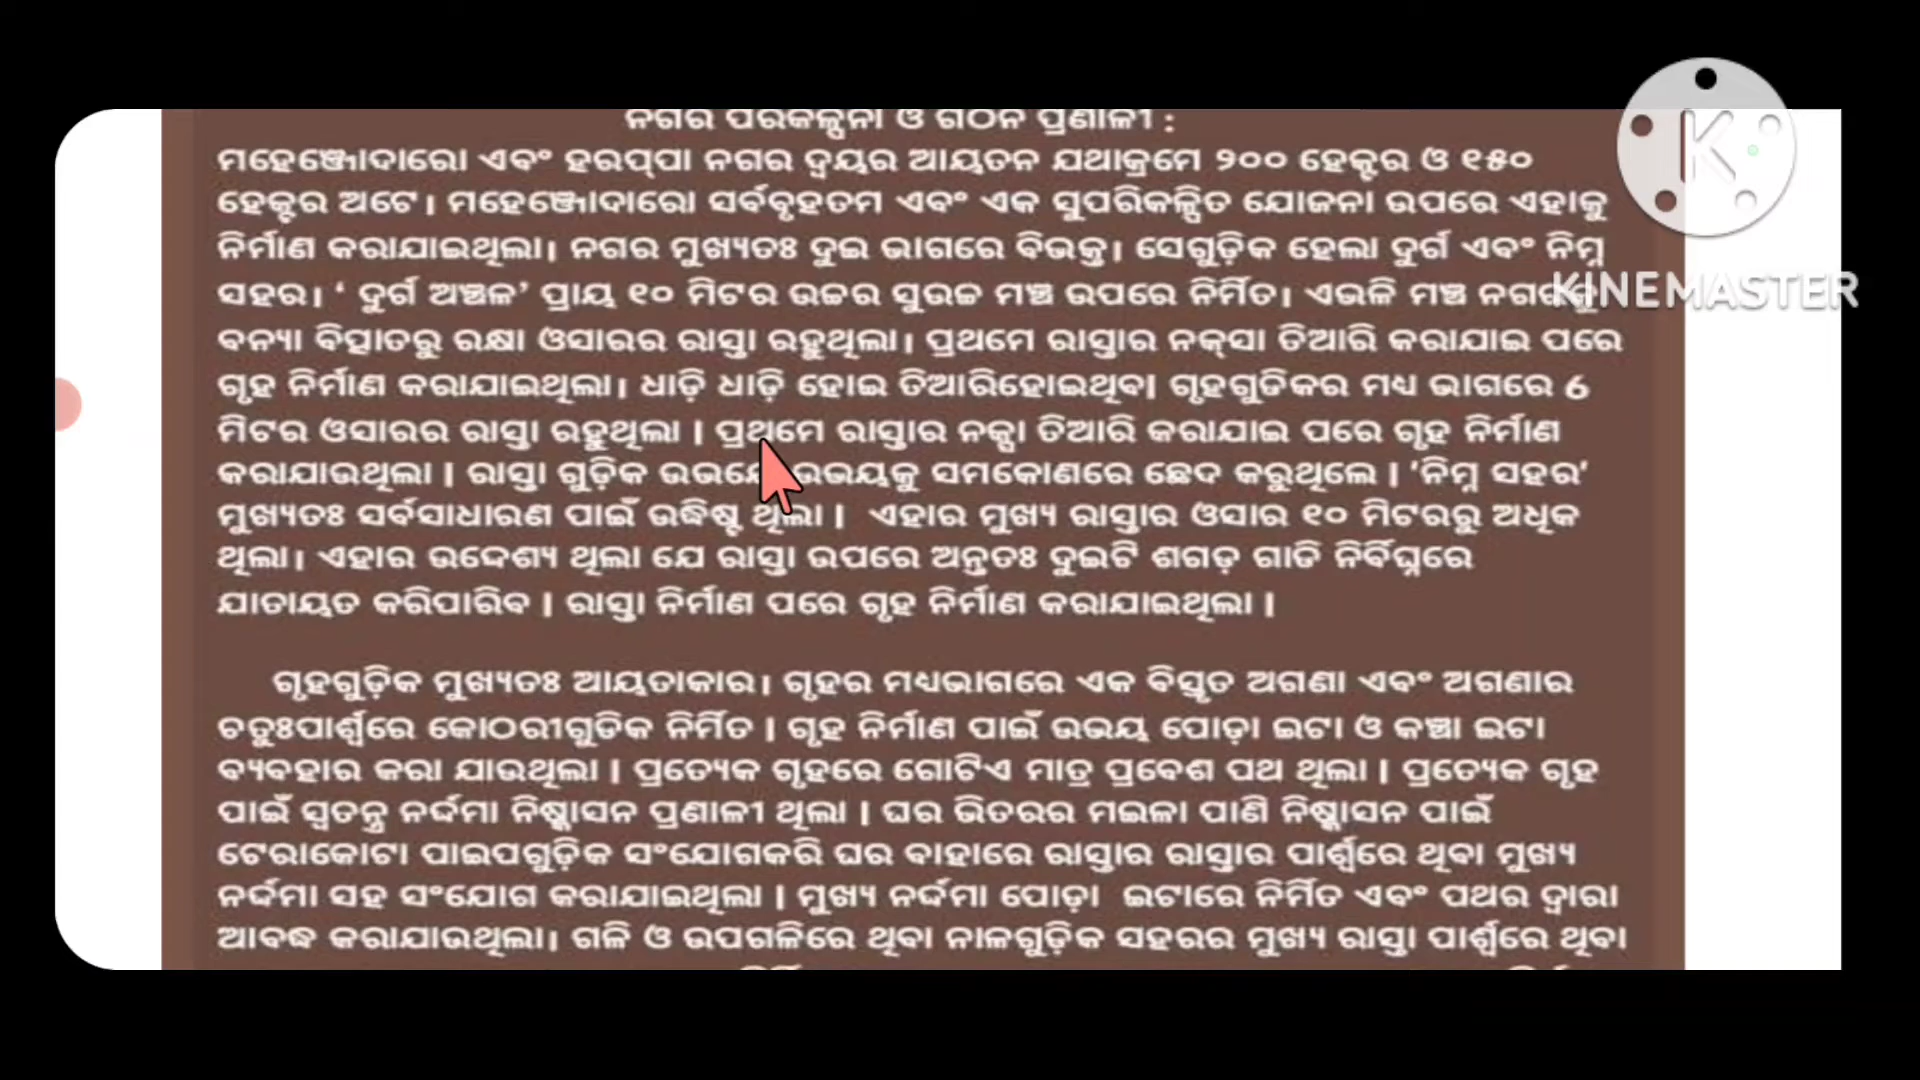 ନଗର ପରିକଳ୍ପନା ଓ ଗଠନ ପ୍ରଣାଳୀ :
ମହେଞ୍ଜୋଦାରୋ ଏବଂ ହରପ୍ପା ନଗର ଦ୍ଵୟର ଆୟତନ ଯଥାକ୍ରମେ ୨୦୦ ହେକ୍ଟର ଓ ୧୫୦
ହେକ୍ଟର ଅଟେ। ମହେଞ୍ଜୋଦାରୋ ସର୍ବବୃହତମ ଏବଂ ଏକ ସୁପରିକଳ୍ପିତ ଯୋଜନା ଉପରେ ଏହାକୁ
ନିର୍ମାଣ କରାଯାଇଥିଲା। ନଗର ମୁଖ୍ୟତଃ ଦୁଇ ଭାଗରେ ବିଭକ୍ତ। ସେଗୁଡ଼ିକ ହେଲା ଦୁର୍ଗ ଏବଂ ନିମ୍ନ
ସହର। ‘ ଦୁର୍ଗ ଅଞ୍ଚଳ’ ପ୍ରାୟ ୧୦ ମିଟର ଉଚ୍ଚର ସୁଉଚ୍ଚ ମଞ୍ଚ ଉପରେ ନିର୍ମିତ। ଏଭଳି ମଞ୍ଚ
ବନ୍ୟା ବିତ୍ପାତରୁ ରକ୍ଷା ଓସାରର ରାସ୍ତା ରହୁଥିଲା। ପ୍ରଥମେ ରାସ୍ତାର ନକ୍‌ସା ତିଆରି କରାଯାଇ ପରେ
ଗୃହ ନିର୍ମାଣ କରାଯାଇଥିଲା। ଧାଡ଼ି ଧାଡ଼ି ହୋଇ ତିଆରିହୋଇଥିବା ଗୃହଗୁଡିକର ମଧ୍ୟ ଭାଗରେ 6
ମିଟର ଓସାରର ରାସ୍ତା ରହୁଥିଲା | ପ୍ରଥମେ ରାସ୍ତାର ନକ୍ସା ତିଆରି କରାଯାଇ ପରେ ଗୃହ ନିର୍ମାଣ
କରାଯାଉଥିଲା | ରାସ୍ତା ଗୁଡ଼ିକ ଉଭୟେ ଉଭୟକୁ ସମକୋଣରେ ଛେଦ କରୁଥିଲେ | 'ନିମ୍ନ ସହର'
ମୁଖ୍ୟତଃ ସର୍ବସାଧାରଣ ପାଇଁ ଉଦ୍ଧିଷ୍ଟ ଥିଲା | ଏହାର ମୁଖ୍ୟ ରାସ୍ତାର ଓସାର ୧୦ ମିଟରରୁ ଅଧିକ
ଥିଲା। ଏହାର ଉଦ୍ଦେଶ୍ୟ ଥିଲା ଯେ ରାସ୍ତା ଉପରେ ଅନ୍ତତଃ ଦୁଇଟି ଶଗଡ଼ ଗାଡି ନିର୍ବିଘ୍ନରେ
ଯାତାୟତ କରିପାରିବ | ରାସ୍ତା ନିର୍ମାଣ ପରେ ଗୃହ ନିର୍ମାଣ କରାଯାଇଥିଲା |
ଗୃହଗୁଡ଼ିକ ମୁଖ୍ୟତଃ ଆୟତାକାର। ଗୃହର ମଧ୍ୟଭାଗରେ ଏକ ବିସ୍ତୃତ ଅଗଣା ଏବଂ ଅଗଣାର
ଚତୁଃପାର୍ଶ୍ଵରେ କୋଠରୀଗୁଡିକ ନିର୍ମିତ | ଗୃହ ନିର୍ମାଣ ପାଇଁ ଉଭୟ ପୋଡ଼ା ଇଟା ଓ କଞ୍ଚା ଇଟା
ବ୍ୟବହାର କରା ଯାଉଥିଲା | ପ୍ରତ୍ୟେକ ଗୃହରେ ଗୋଟିଏ ମାତ୍ର ପ୍ରବେଶ ପଥ ଥିଲା | ପ୍ରତ୍ୟେକ ଗୃହ
ପାଇଁ ସ୍ଵତନ୍ତ୍ର ନର୍ଦ୍ଦମା ନିଷ୍କାସନ ପ୍ରଣାଳୀ ଥିଲା | ଘର ଭିତରର ମଇଳା ପାଣି ନିଷ୍କାସନ ପାଇଁ
ଟେରାକୋଟା ପାଇପଗୁଡ଼ିକ ସଂଯୋଗକରି ଘର ବାହାରେ ରାସ୍ତାର ରାସ୍ତାର ପାର୍ଶ୍ଵରେ ଥିବା ମୁଖ୍ୟ
ନର୍ଦ୍ଦମା ସହ ସଂଯୋଗ କରାଯାଇଥିଲା | ମୁଖ୍ୟ ନର୍ଦ୍ଦମା ପୋଡ଼ା ଇଟାରେ ନିର୍ମିତ ଏବଂ ପଥର ଦ୍ୱାରା
ଆବଦ୍ଧ କରାଯାଉଥିଲା। ଗଳି ଓ ଉପଗଳିରେ ଥିବା ନାଳଗୁଡ଼ିକ ସହରର ମୁଖ୍ୟ ରାସ୍ତା ପାର୍ଶ୍ଵରେ ଥିବା
KINEMASTER